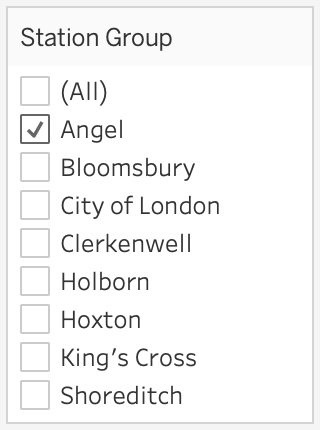 Station Group
(All)
Angel
Bloomsbury
City of London
Clerkenwell
Holborn
Hoxton
King's Cross
Shoreditch